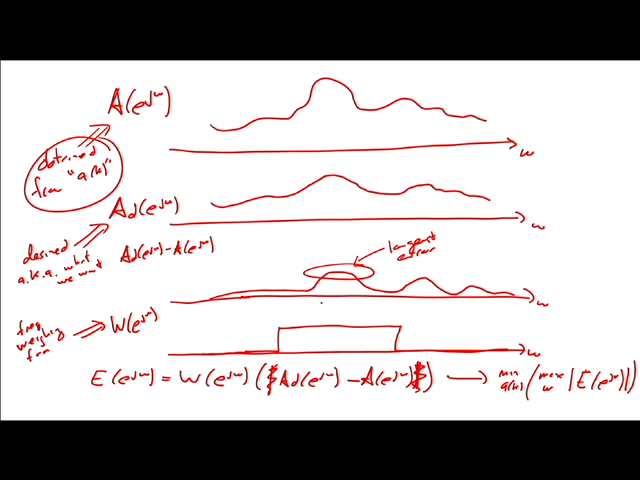 A(e^jω)
determined
from "a(k)"
ω
Ad(e^jω)
ω
desired
a.k.a. what
we want
Ad(e^jω) - A(e^jω)
largest
error
ω
freq
weighing
fcn
W(e^jω)
ω
E(e^jω) = W(e^jω) (Ad(e^jω) - A(e^jω)) → min a(k) (max ω |E(e^jω)|)